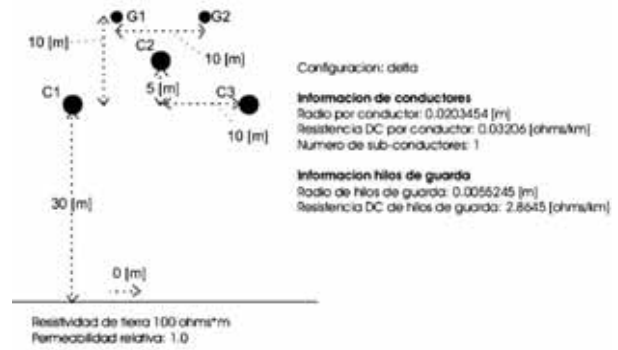 G1
G2
10 [m]
C2
10 [m]
5 [m]
C1
C3
10 [m]
30 [m]
0 [m]
Configuracion: delta
Informacion de conductores
Radio por conductor: 0.0203454 [m]
Resistencia DC por conductor: 0.03206 [ohms/km]
Numero de sub-conductores: 1
Informacion hilos de guarda
Radio de hilos de guarda: 0.0055245 [m]
Resistencia DC de hilos de guarda: 2.8645 [ohms/km]
Resistividad de tierra 100 ohms*m
Permeabilidad relativa: 1.0